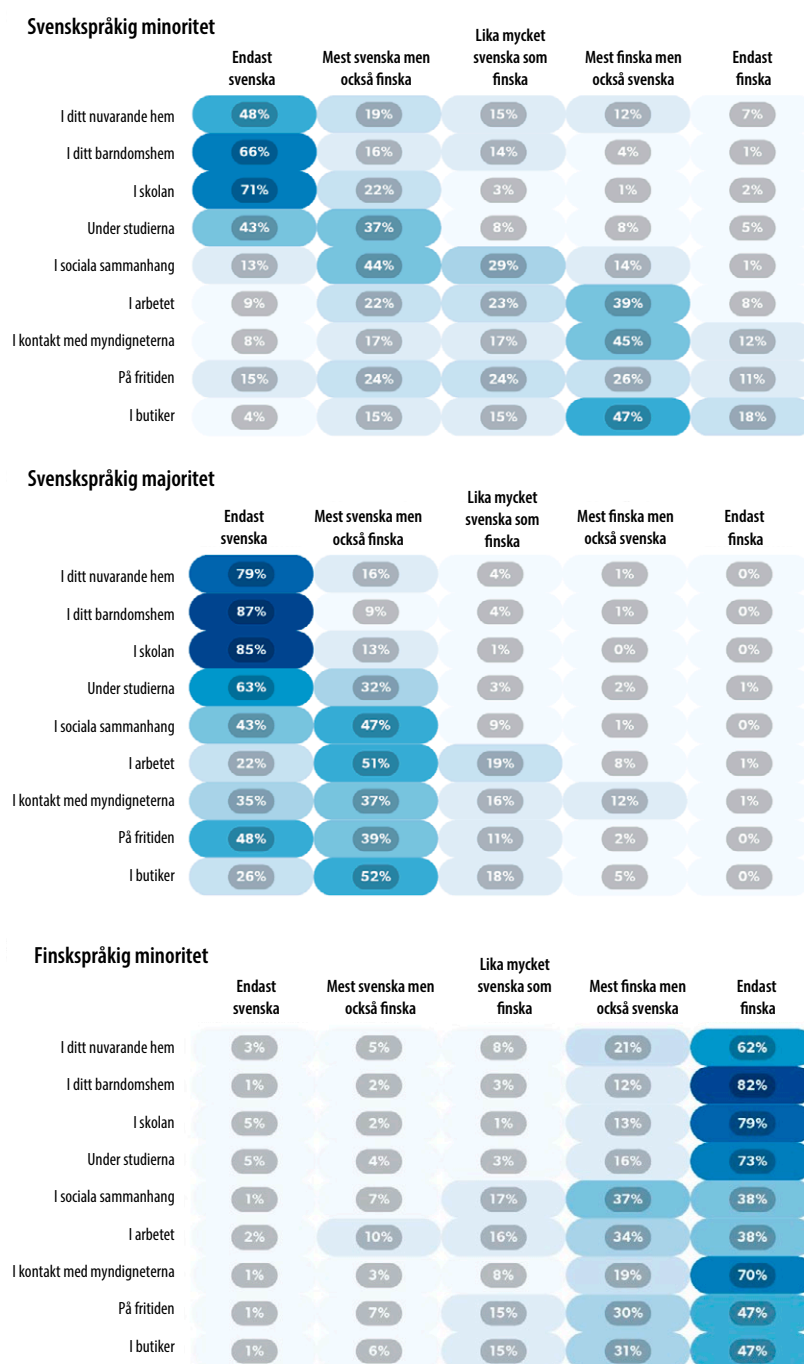 Svenskspråkig minoritet
Endast svenska
Mest svenska men också finska
Lika mycket svenska som finska
Mest finska men också svenska
Endast finska
I ditt nuvarande hem 48% 19% 15% 12% 7%
I ditt barndomshem 66% 16% 14% 4% 1%
I skolan 71% 22% 3% 1% 2%
Under studierna 43% 37% 8% 8% 5%
I sociala sammanhang 13% 44% 29% 14% 1%
I arbetet 9% 22% 23% 39% 8%
I kontakt med myndigneterna 8% 17% 17% 45% 12%
På fritiden 15% 24% 24% 26% 11%
I butiker 4% 15% 15% 47% 18%
Svenskspråkig majoritet
Endast svenska
Mest svenska men också finska
Lika mycket svenska som finska
Mest finska men också svenska
Endast finska
I ditt nuvarande hem 79% 16% 4% 1% 0%
I ditt barndomshem 87% 9% 4% 1% 0%
I skolan 85% 13% 1% 0% 0%
Under studierna 63% 32% 3% 2% 1%
I sociala sammanhang 43% 47% 9% 1% 0%
I arbetet 22% 51% 19% 8% 1%
I kontakt med myndigneterna 35% 37% 16% 12% 1%
På fritiden 48% 39% 11% 2% 0%
I butiker 26% 52% 18% 5% 0%
Finskspråkig minoritet
Endast svenska
Mest svenska men också finska
Lika mycket svenska som finska
Mest finska men också svenska
Endast finska
I ditt nuvarande hem 3% 5% 8% 21% 62%
I ditt barndomshem 1% 2% 3% 12% 82%
I skolan 5% 2% 1% 13% 79%
Under studierna 5% 4% 3% 16% 73%
I sociala sammanhang 1% 7% 17% 37% 38%
I arbetet 2% 10% 16% 34% 38%
I kontakt med myndigneterna 1% 3% 8% 19% 70%
På fritiden 1% 7% 15% 30% 47%
I butiker 1% 6% 15% 31% 47%